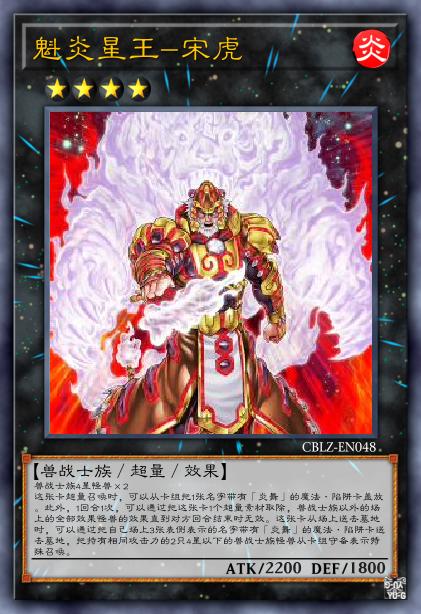 魁炎星王-宋虎
炎
CBLZ-EN048
【兽战士族/超量/效果】
兽战士族4星怪兽×2
这张卡超量召唤时,可以从卡组把1张名字带有「炎舞」的魔法·陷阱卡盖放
。此外,1回合1次,可以通过把这张卡1个超量素材取除,兽战士族以外的场
上的全部效果怪兽的效果直到对方回合结束时无效。这张卡从场上送去墓地
时,可以通过把自己场上3张表侧表示的名字带有「炎舞」的魔法·陷阱卡送
去墓地,把持有相同攻击力的2只4星以下的兽战士族怪兽从卡组守备表示特
殊召唤。
ATK/2200 DEF/1800